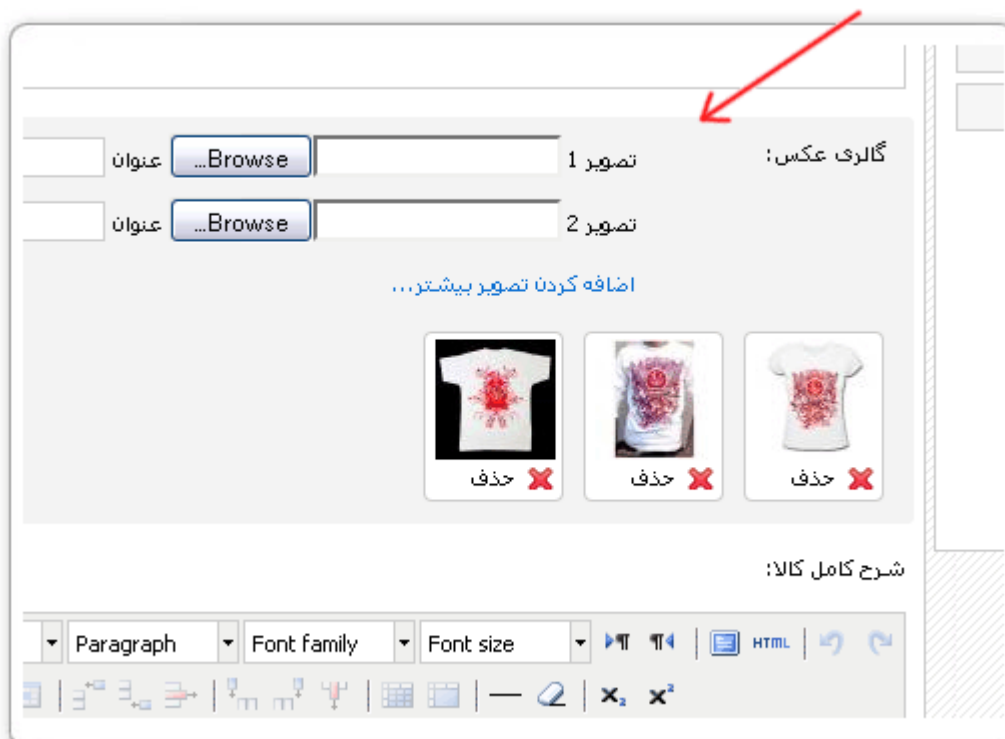 گالری عکس:
تصویر 1 Browse... عنوان
تصویر 2 Browse... عنوان
اضافه کردن تصویر بیشتر...
حذف حذف حذف
شرح کامل کالا:
Paragraph Font family Font size HTML